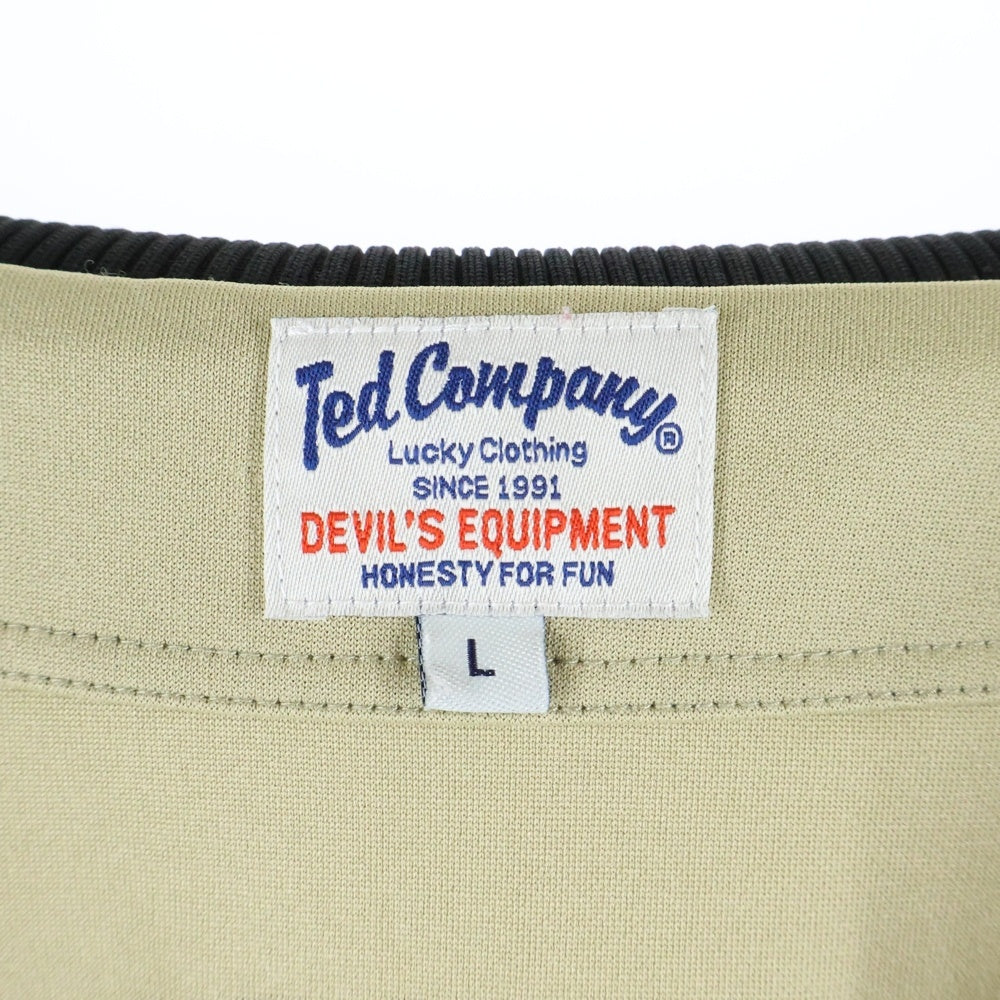 Ted Company®
Lucky Clothing
SINCE 1991
DEVIL'S EQUIPMENT
HONESTY FOR FUN
L